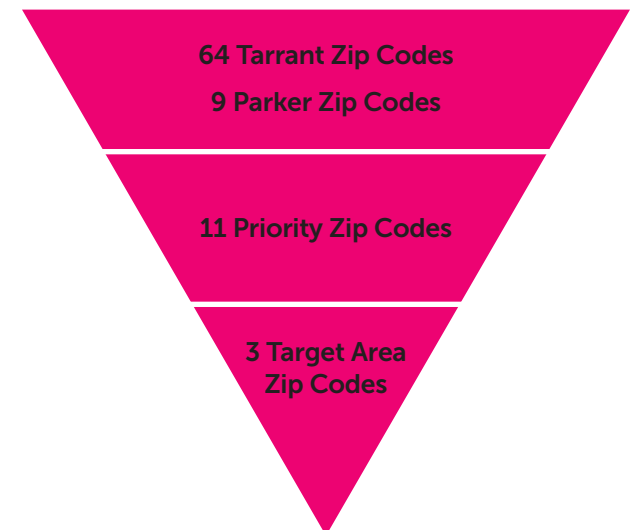 64 Tarrant Zip Codes
9 Parker Zip Codes
11 Priority Zip Codes
3 Target Area
Zip Codes